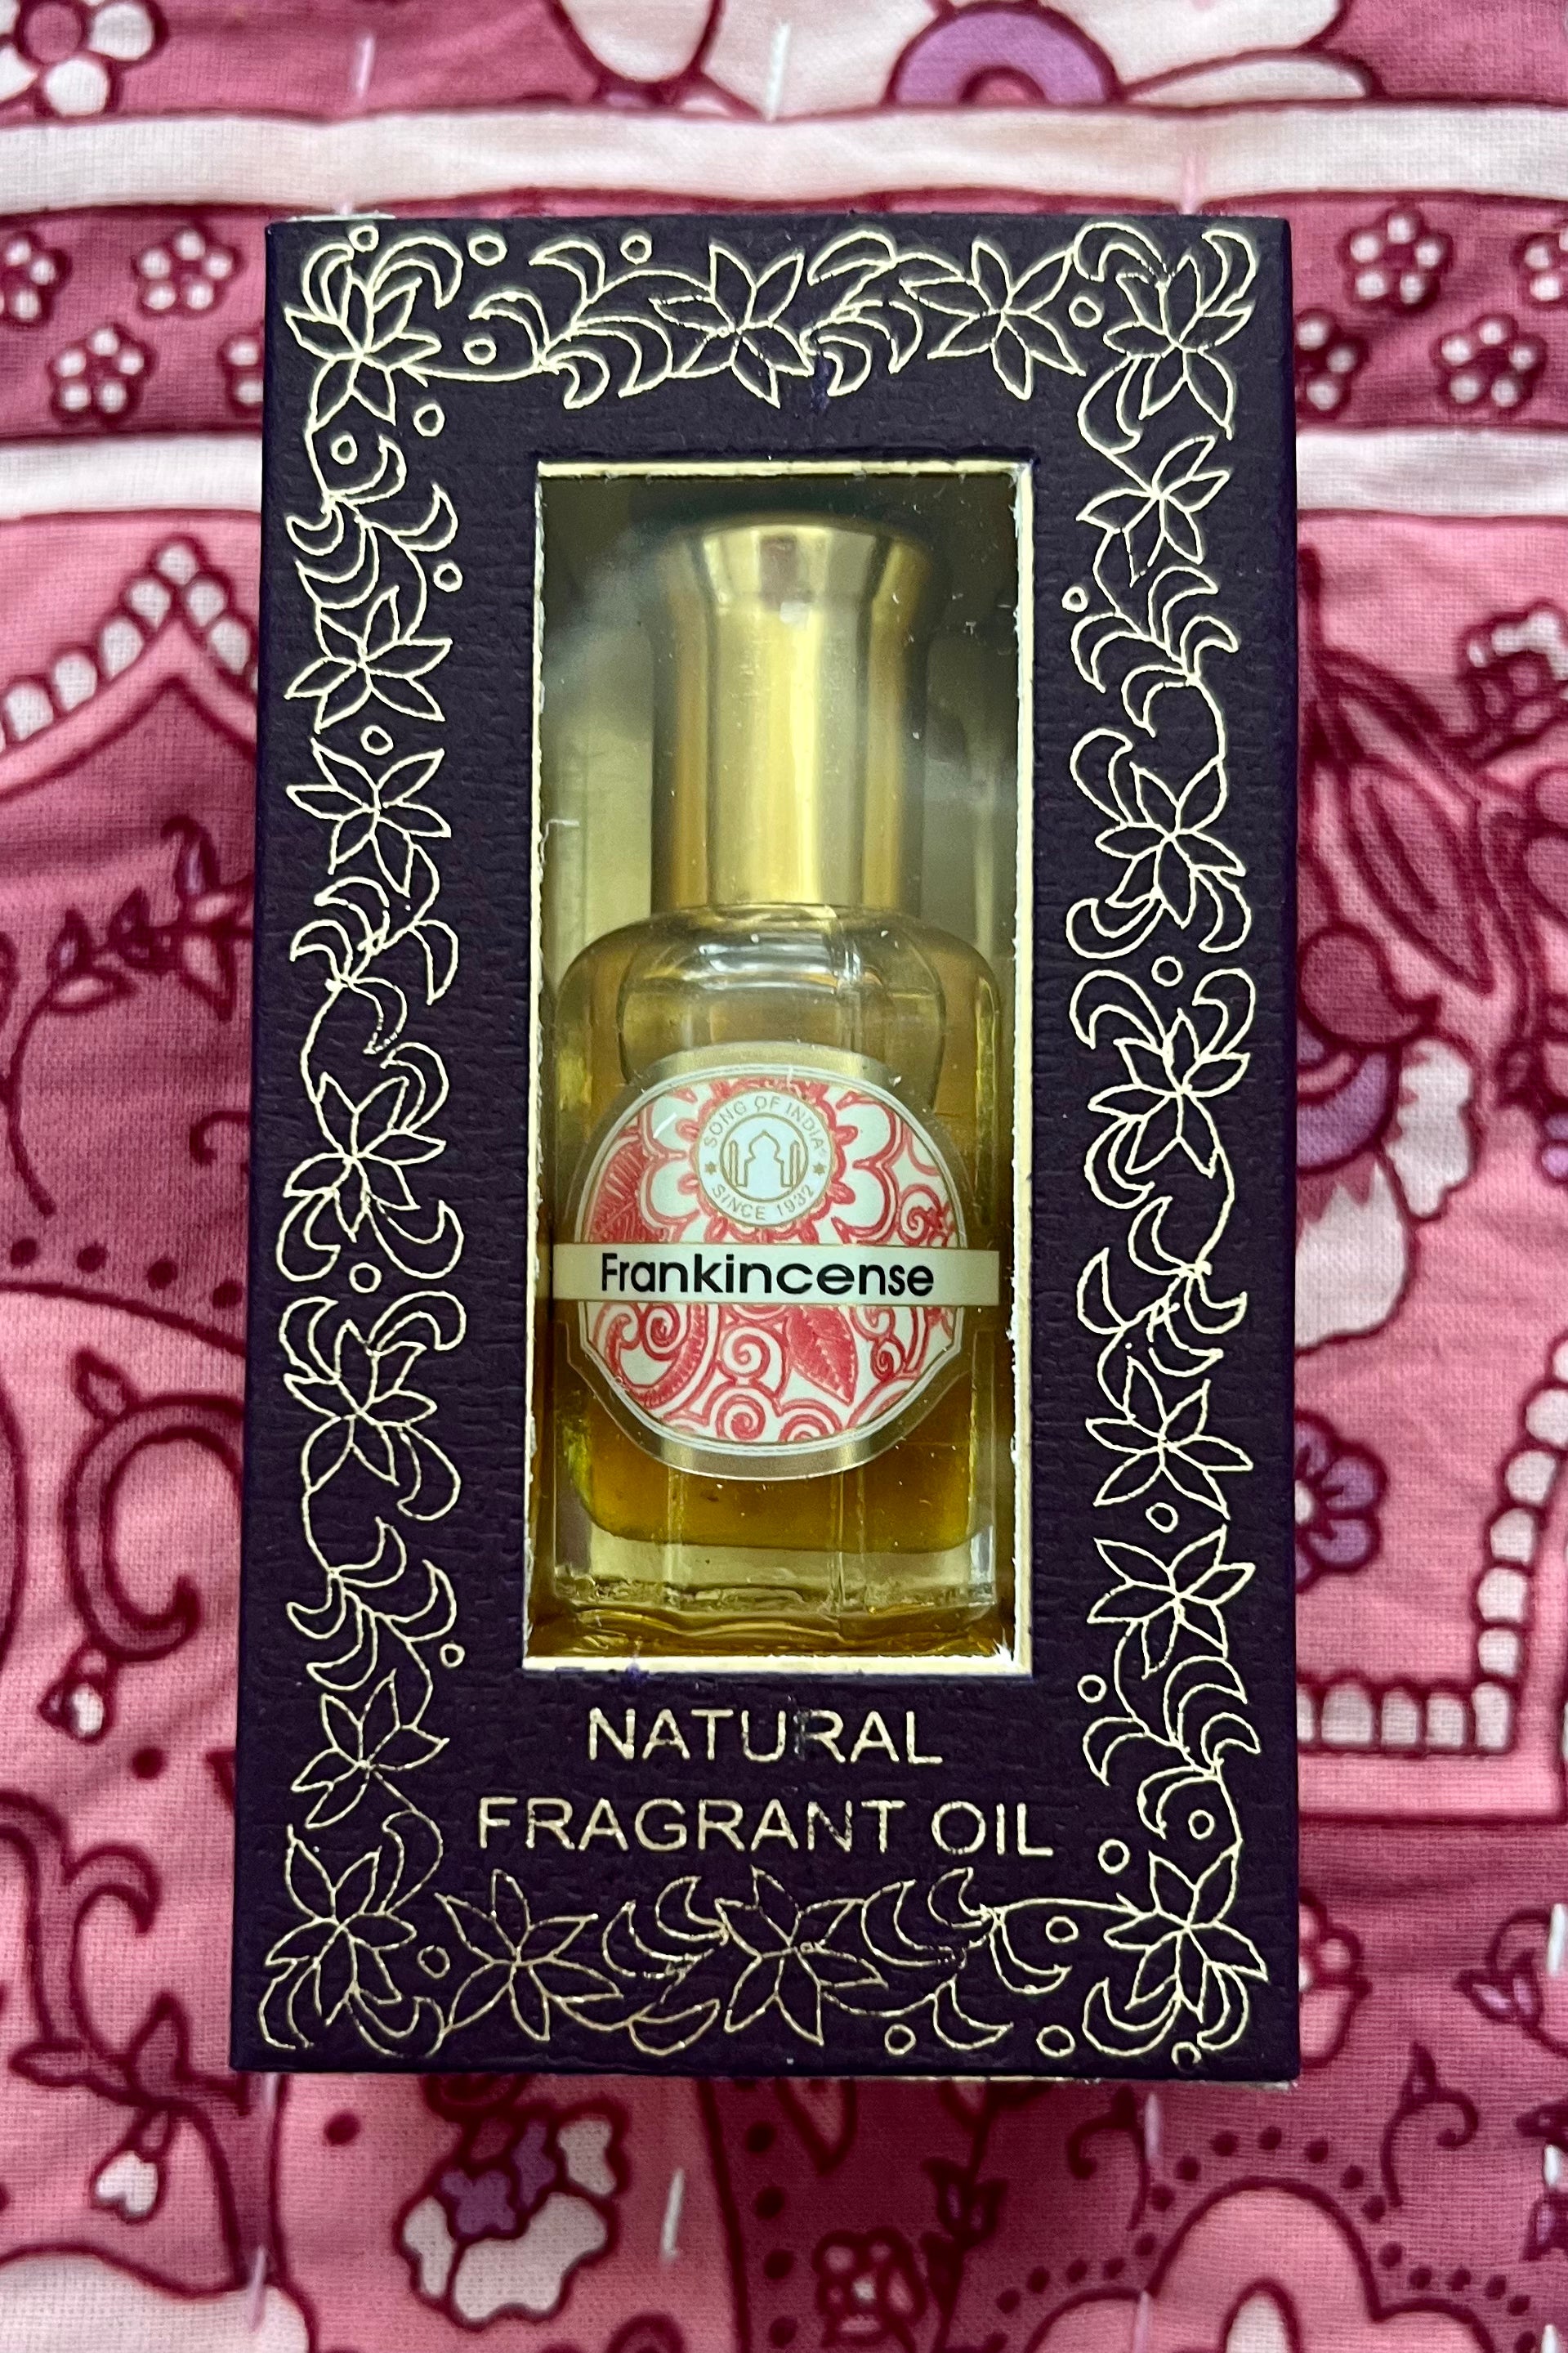 SONG OF INDIA®
SINCE 1932
Frankincense
NATURAL
FRAGRANT OIL